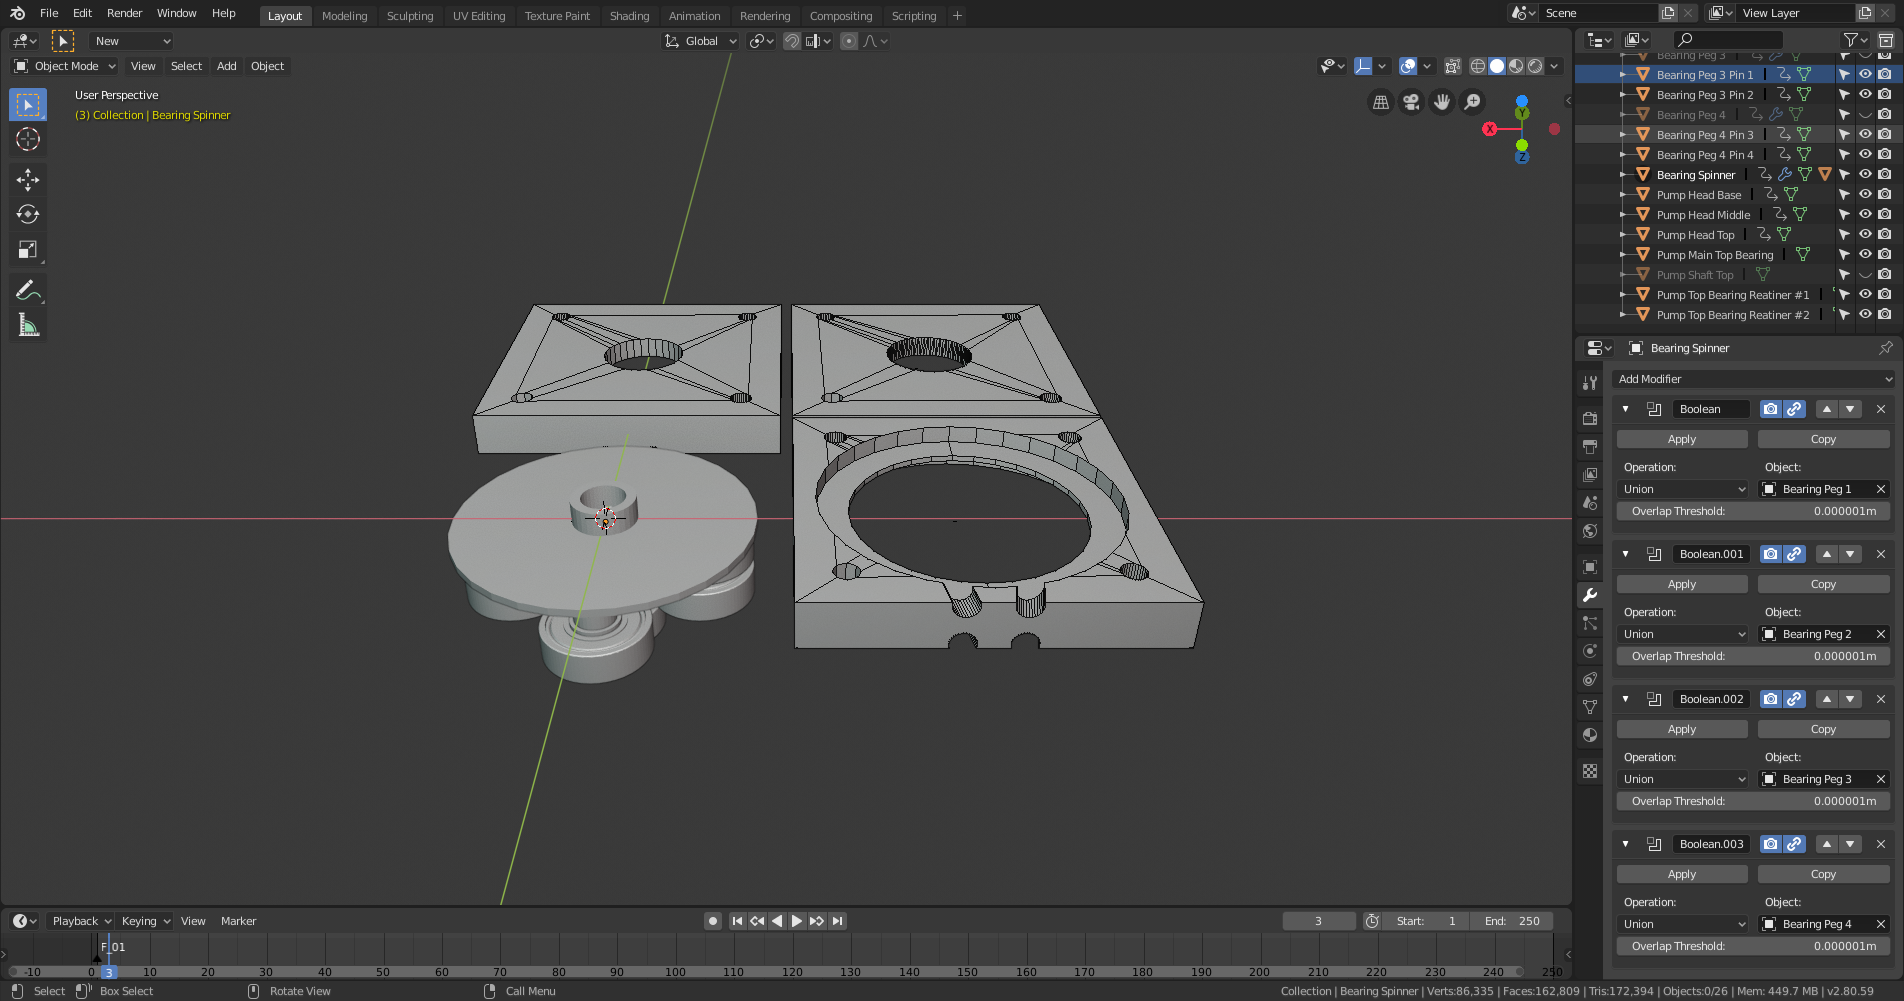 File Edit Render Window Help Layout Modeling Sculpting UV Editing Texture Paint Shading Animation Rendering Compositing Scripting + Scene View Layer
New Global
Object Mode View Select Add Object
User Perspective
(3) Collection | Bearing Spinner
X
Y
Z
Bearing Peg 3
Bearing Peg 3 Pin 1
Bearing Peg 3 Pin 2
Bearing Peg 4
Bearing Peg 4 Pin 3
Bearing Peg 4 Pin 4
Bearing Spinner
Pump Head Base
Pump Head Middle
Pump Head Top
Pump Main Top Bearing
Pump Shaft Top
Pump Top Bearing Reatiner #1
Pump Top Bearing Reatiner #2
Bearing Spinner
Add Modifier
Boolean
Apply Copy
Operation: Object:
Union Bearing Peg 1
Overlap Threshold: 0.000001m
Boolean.001
Apply Copy
Operation: Object:
Union Bearing Peg 2
Overlap Threshold: 0.000001m
Boolean.002
Apply Copy
Operation: Object:
Union Bearing Peg 3
Overlap Threshold: 0.000001m
Boolean.003
Apply Copy
Operation: Object:
Union Bearing Peg 4
Overlap Threshold: 0.000001m
Playback Keying View Marker 3 Start: 1 End: 250
F_01
-10 0 3 10 20 30 40 50 60 70 80 90 100 110 120 130 140 150 160 170 180 190 200 210 220 230 240 250
Select Box Select Rotate View Call Menu Collection | Bearing Spinner | Verts:86,335 | Faces:162,809 | Tris:172,394 | Objects:0/26 | Mem: 449.7 MB | v2.80.59